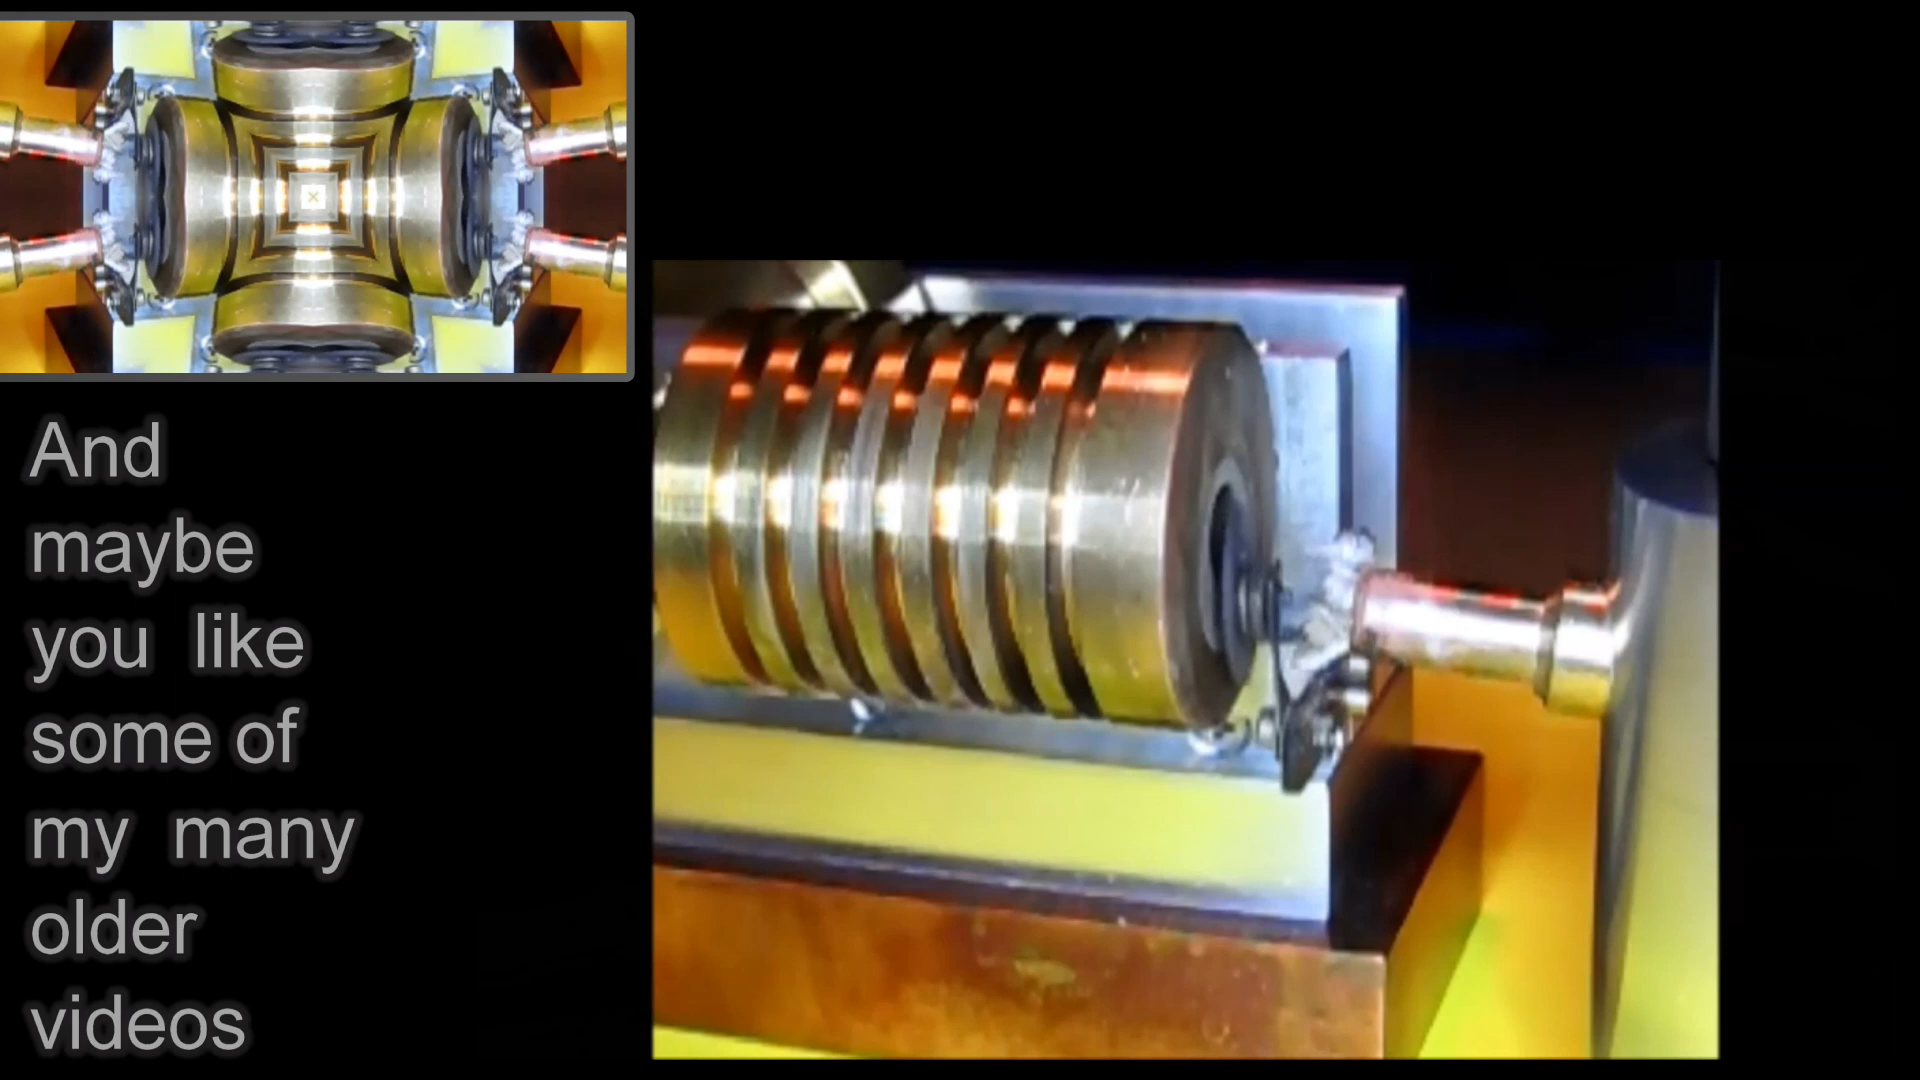 And
maybe
you like
some of
my many
older
videos